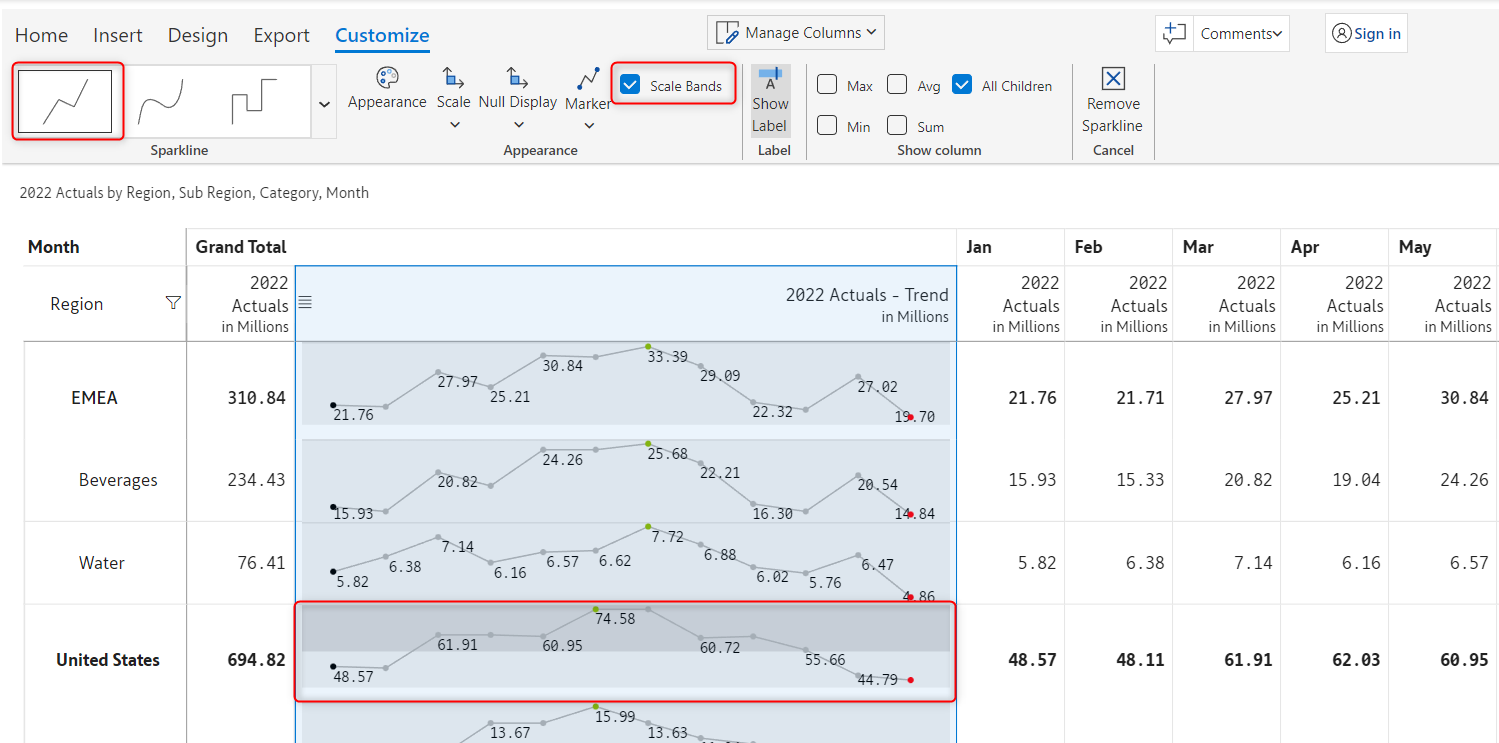 Home Insert Design Export Customize
Manage Columns
Comments
Sign in
Appearance
Scale
Null Display
Marker
Scale Bands
Show
Label
Max
Avg
All Children
Min
Sum
Remove
Sparkline
Sparkline
Appearance
Label
Show column
Cancel
2022 Actuals by Region, Sub Region, Category, Month
Month Grand Total Jan Feb Mar Apr May
Region
2022
Actuals
in Millions
2022 Actuals - Trend
in Millions
2022
Actuals
in Millions
2022
Actuals
in Millions
2022
Actuals
in Millions
2022
Actuals
in Millions
2022
Actuals
in Millions
EMEA 310.84
21.76 27.97 25.21 30.84 33.39 29.09 22.32 27.02 19.70
21.76 21.71 27.97 25.21 30.84
Beverages 234.43
15.93 20.82 24.26 25.68 22.21 16.30 20.54 14.84
15.93 15.33 20.82 19.04 24.26
Water 76.41
5.82 6.38 7.14 6.16 6.57 6.62 7.72 6.88 6.02 5.76 6.47 4.86
5.82 6.38 7.14 6.16 6.57
United States 694.82
48.57 61.91 60.95 74.58 60.72 55.66 44.79
48.57 48.11 61.91 62.03 60.95
13.67 15.99 13.63